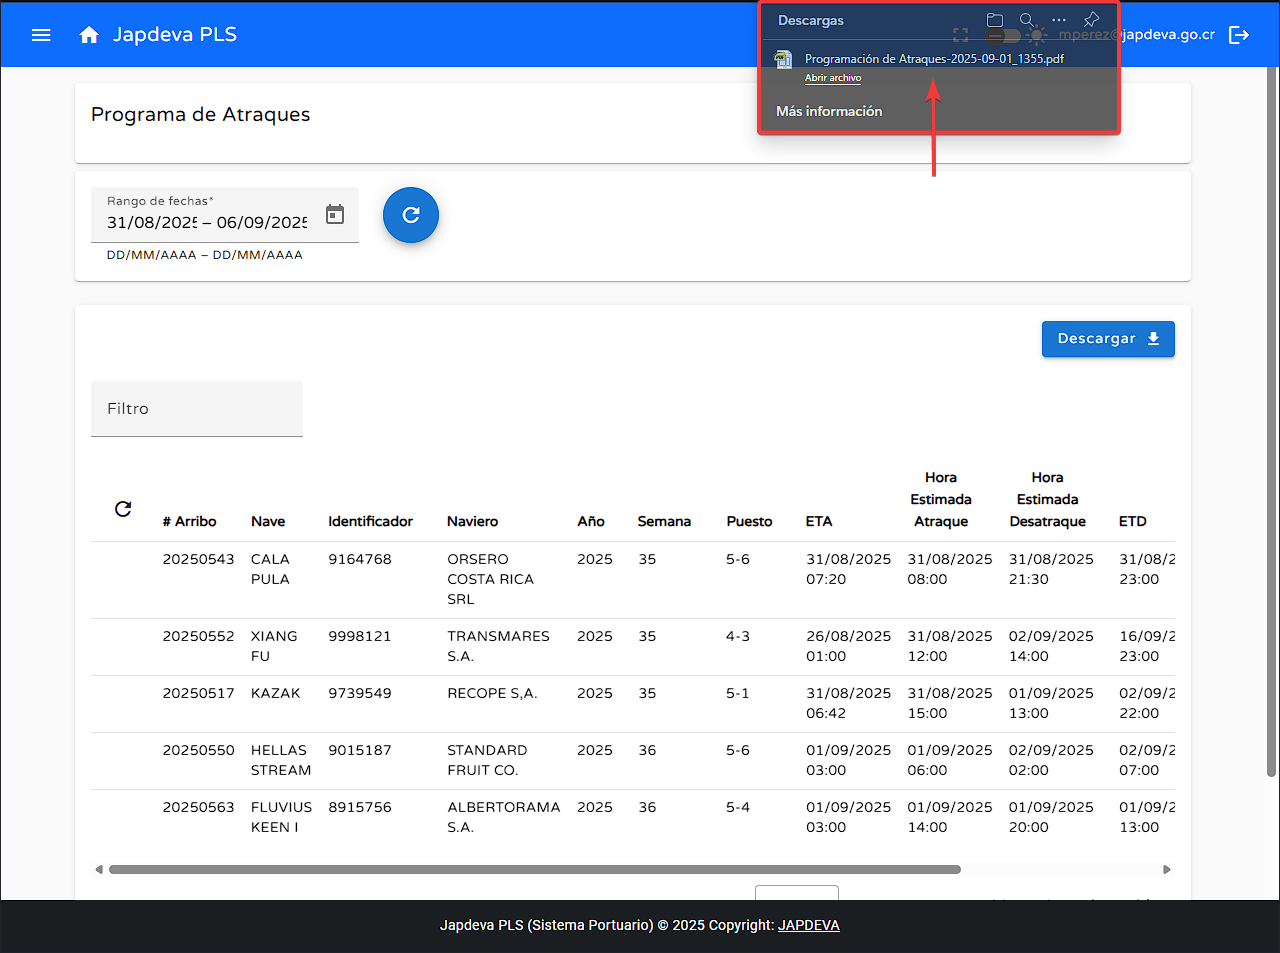 Japdeva PLS
mperez@japdeva.go.cr
Descargas
Programación de Atraques-2025-09-01_1355.pdf
Abrir archivo
Más información
Programa de Atraques
Rango de fechas*
31/08/2025 – 06/09/2025
DD/MM/AAAA – DD/MM/AAAA
Descargar
Filtro
# Arribo Nave Identificador Naviero Año Semana Puesto ETA Hora Estimada Atraque Hora Estimada Desatraque ETD
20250543 CALA PULA 9164768 ORSERO COSTA RICA SRL 2025 35 5-6 31/08/2025 07:20 31/08/2025 08:00 31/08/2025 21:30 31/08/2 23:00
20250552 XIANG FU 9998121 TRANSMARES S.A. 2025 35 4-3 26/08/2025 01:00 31/08/2025 12:00 02/09/2025 14:00 16/09/2 23:00
20250517 KAZAK 9739549 RECOPE S,A. 2025 35 5-1 31/08/2025 06:42 31/08/2025 15:00 01/09/2025 13:00 02/09/2 22:00
20250550 HELLAS STREAM 9015187 STANDARD FRUIT CO. 2025 36 5-6 01/09/2025 03:00 01/09/2025 06:00 02/09/2025 02:00 02/09/2 07:00
20250563 FLUVIUS KEEN I 8915756 ALBERTORAMA S.A. 2025 36 5-4 01/09/2025 03:00 01/09/2025 14:00 01/09/2025 20:00 01/09/2 13:00
Japdeva PLS (Sistema Portuario) © 2025 Copyright: JAPDEVA